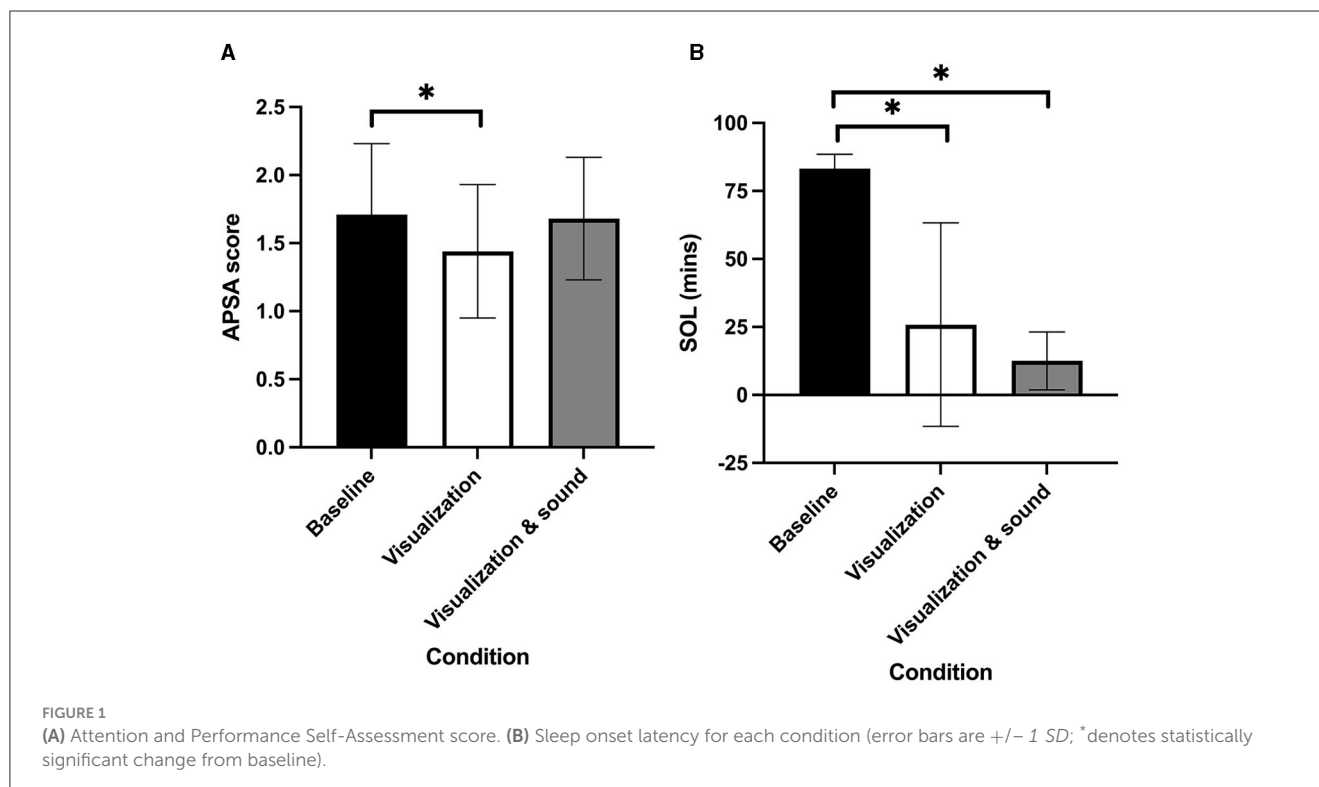 A
APSA score
2.5
2.0
1.5
1.0
0.5
0.0
*
Baseline
Visualization
Visualization & sound
Condition
B
SOL (mins)
100
75
50
25
0
-25
*
*
Baseline
Visualization
Visualization & sound
Condition
FIGURE 1
(A) Attention and Performance Self-Assessment score. (B) Sleep onset latency for each condition (error bars are +/− 1 SD; *denotes statistically
significant change from baseline).